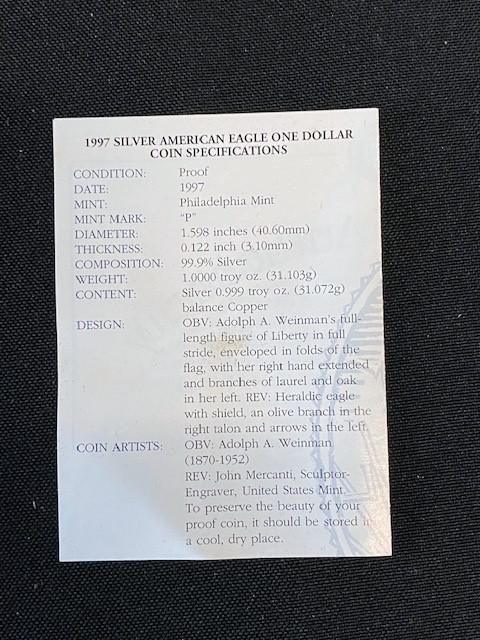 1997 SILVER AMERICAN EAGLE ONE DOLLAR
COIN SPECIFICATIONS
CONDITION: Proof
DATE: 1997
MINT: Philadelphia Mint
MINT MARK: "P"
DIAMETER: 1.598 inches (40.60mm)
THICKNESS: 0.122 inch (3.10mm)
COMPOSITION: 99.9% Silver
WEIGHT: 1.0000 troy oz. (31.103g)
CONTENT: Silver 0.999 troy oz. (31.072g)
balance Copper
DESIGN: OBV: Adolph A. Weinman's full-
length figure of Liberty in full
stride, enveloped in folds of the
flag, with her right hand extended
and branches of laurel and oak
in her left. REV: Heraldic eagle
with shield, an olive branch in the
right talon and arrows in the left.
COIN ARTISTS: OBV: Adolph A. Weinman
(1870-1952)
REV: John Mercanti, Sculptor-
Engraver, United States Mint.
To preserve the beauty of your
proof coin, it should be stored in
a cool, dry place.